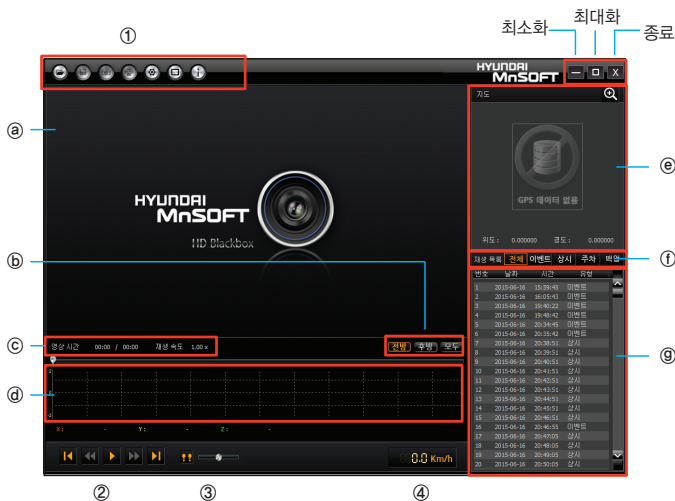 최소화 최대화 종료
①
HYUNDAI
MnSOFT
X
지도
ⓐ
GPS 데이터 없음
ⓔ
HYUNDAI
MnSOFT
HD Blackbox
위도 : 0.000000 경도 : 0.000000
ⓑ
재생 목록 전체 이벤트 상시 주차 백업
ⓕ
번호 날짜 시간 유형
1 2015-06-16 15:39:45 이벤트
2 2015-06-16 16:05:43 이벤트
3 2015-06-16 19:40:22 이벤트
4 2015-06-16 19:48:42 이벤트
5 2015-06-16 20:34:45 이벤트
6 2015-06-16 20:35:42 이벤트
7 2015-06-16 20:38:51 상시
8 2015-06-16 20:39:51 상시
9 2015-06-16 20:40:51 상시
10 2015-06-16 20:41:51 상시
11 2015-06-16 20:42:51 상시
12 2015-06-16 20:43:51 상시
13 2015-06-16 20:44:51 상시
14 2015-06-16 20:45:51 상시
15 2015-06-16 20:46:51 상시
16 2015-06-16 20:46:55 이벤트
17 2015-06-16 20:47:05 상시
18 2015-06-16 20:48:05 상시
19 2015-06-16 20:49:05 상시
20 2015-06-16 20:50:05 상시
ⓖ
ⓒ
영상 시간 00:00 / 00:00 재생 속도 1.00 x
전방 후방 모두
ⓓ
X : - Y : - Z : -
0.0 Km/h
② ③ ④